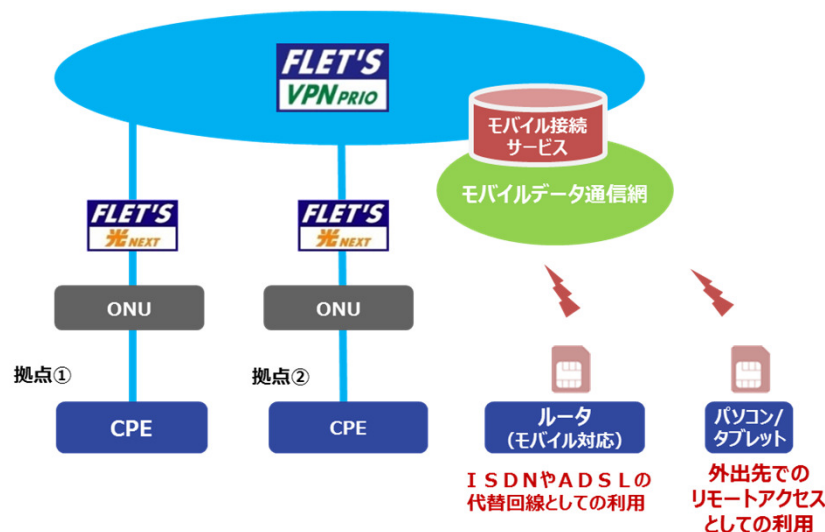 FLET'S
VPN PRIO
モバイル接続
サービス
モバイルデータ通信網
FLET'S
光 NEXT
FLET'S
光 NEXT
ONU
ONU
拠点①
拠点②
CPE
CPE
ルータ
(モバイル対応)
パソコン/
タブレット
ＩＳＤＮやＡＤＳＬの
代替回線としての利用
外出先での
リモートアクセス
としての利用